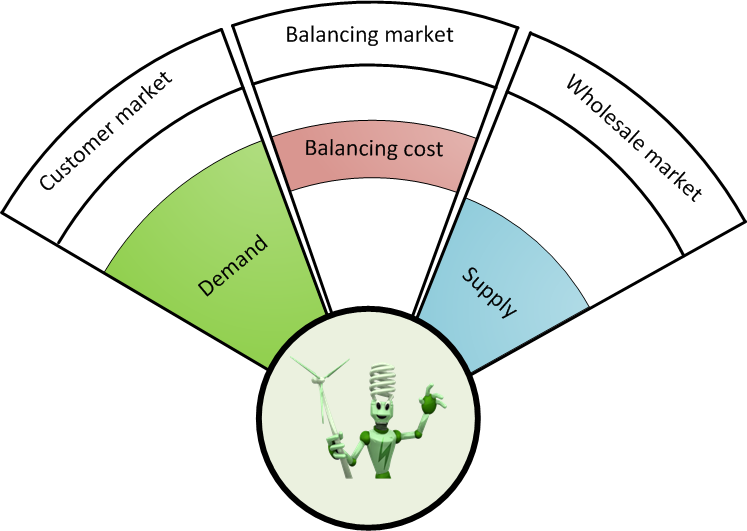 Customer market
Balancing market
Wholesale market
Demand
Balancing cost
Supply